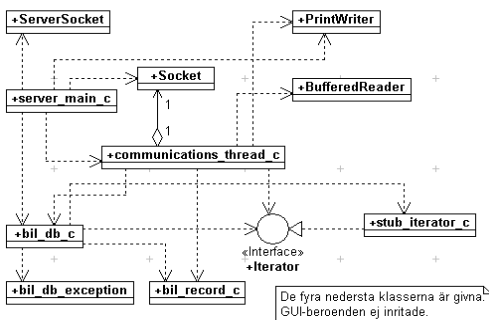 +ServerSocket
+PrintWriter
+Socket
+BufferedReader
+server_main_c
1
1
+communications_thread_c
+bil_db_c
+stub_iterator_c
«Interface»
+Iterator
+bil_db_exception
+bil_record_c
De fyra nedersta klasserna är givna.
GUI-beroenden ej inritade.